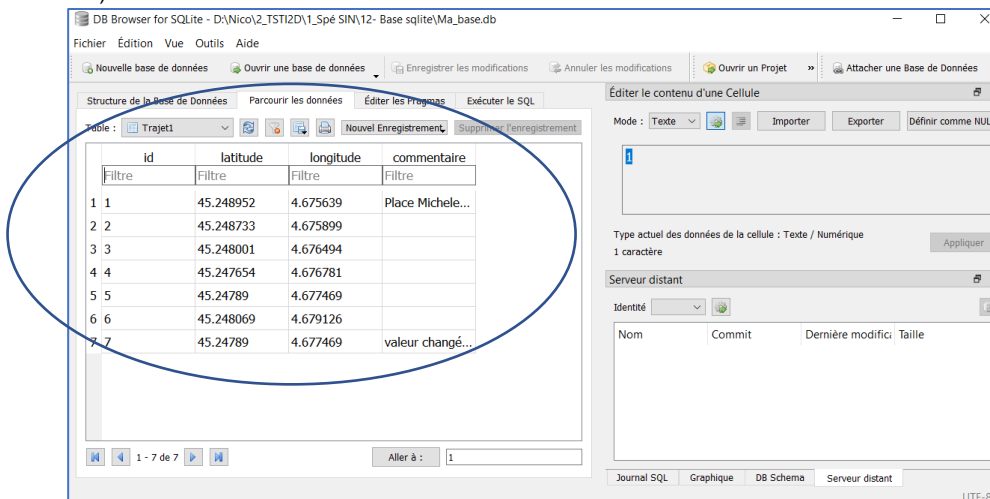 DB Browser for SQLite - D:\Nico\2_TSTI2D\1_Spé SIN\12- Base sqlite\Ma_base.db
Fichier Édition Vue Outils Aide
Nouvelle base de données Ouvrir une base de données Enregistrer les modifications Annuler les modifications Ouvrir un Projet » Attacher une Base de Données
Structure de la Base de Données Parcourir les données Éditer les Pragmas Exécuter le SQL
Table : Trajet1 Nouvel Enregistrement Supprimer l'enregistrement
id latitude longitude commentaire
Filtre Filtre Filtre Filtre
1 1 45.248952 4.675639 Place Michele...
2 2 45.248733 4.675899
3 3 45.248001 4.676494
4 4 45.247654 4.676781
5 5 45.24789 4.677469
6 6 45.248069 4.679126
7 7 45.24789 4.677469 valeur changé...
1 - 7 de 7 Aller à : 1
Éditer le contenu d'une Cellule
Mode : Texte Importer Exporter Définir comme NUL
1
Type actuel des données de la cellule : Texte / Numérique
1 caractère
Appliquer
Serveur distant
Identité
Nom Commit Dernière modific Taille
Journal SQL Graphique DB Schema Serveur distant
UTF-8